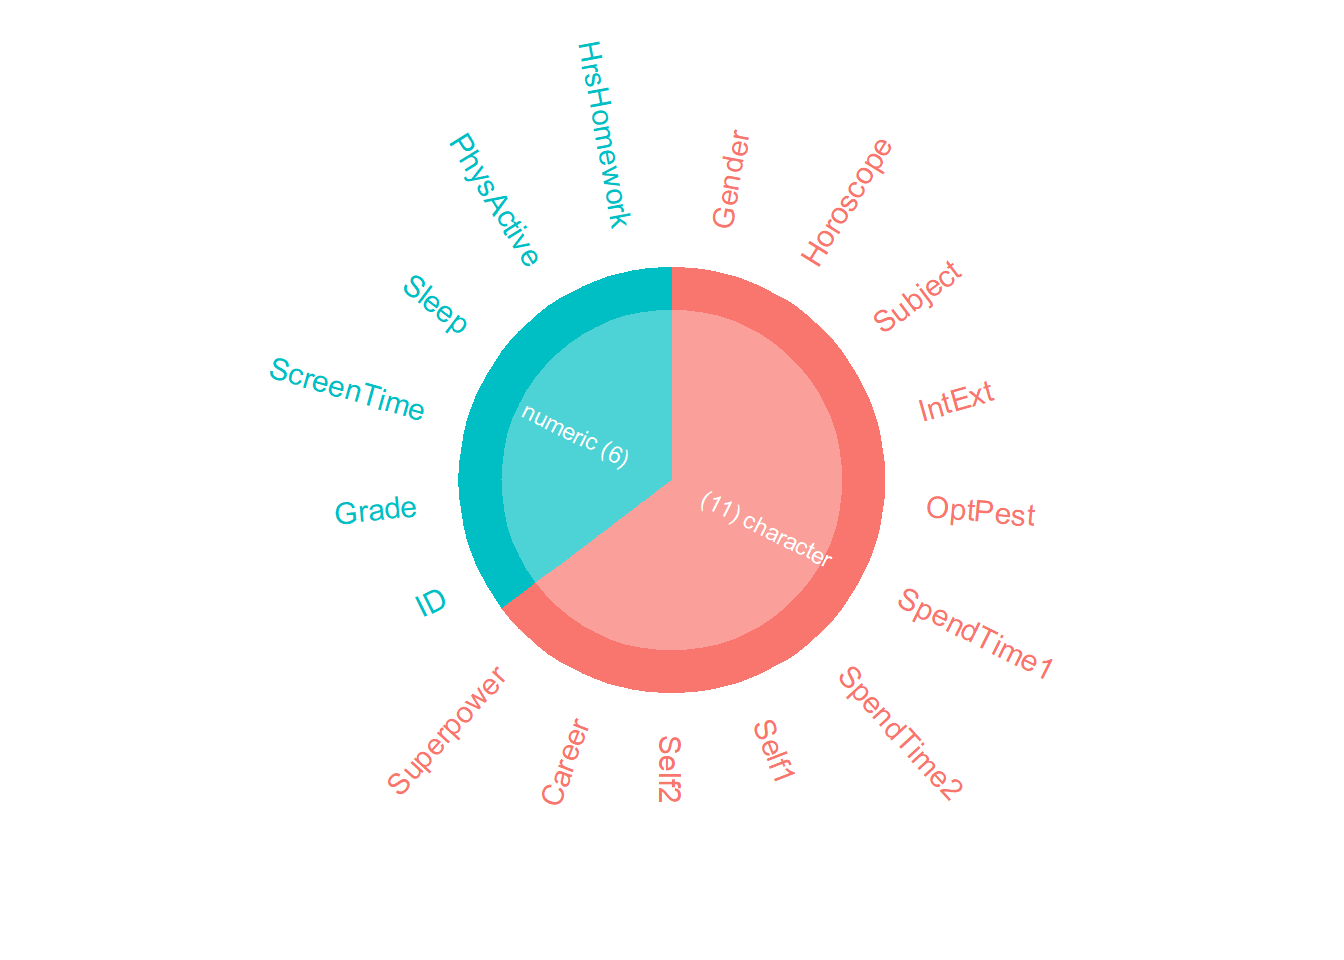 HrsHomework
Gender
Horoscope
PhysActive
Subject
Sleep
ScreenTime
IntExt
numeric (6)
Grade
OptPest
(11) character
ID
SpendTime1
Superpower
SpendTime2
Career
Self2
Self1